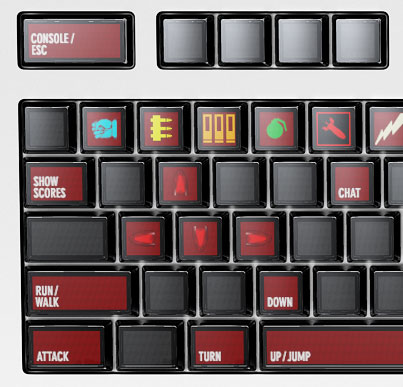 CONSOLE /
ESC
SHOW
SCORES
CHAT
RUN /
WALK
DOWN
ATTACK
TURN
UP / JUMP